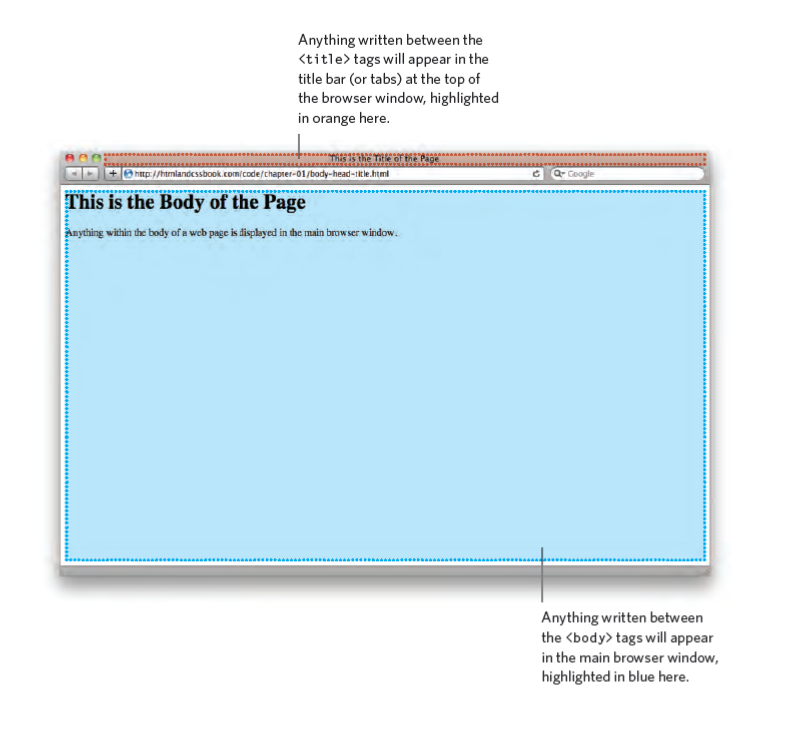 Anything written between the
<title> tags will appear in the
title bar (or tabs) at the top of
the browser window, highlighted
in orange here.
This is the Title of the Page
http://htmlandcssbook.com/code/chapter-01/body-head-title.html
Google
This is the Body of the Page
Anything within the body of a web page is displayed in the main browser window.
Anything written between
the <body> tags will appear
in the main browser window,
highlighted in blue here.